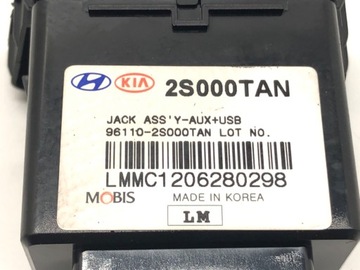 KIA 2S000TAN
JACK ASS'Y-AUX+USB
96110-2S000TAN LOT NO.
LMMC1206280298
MOBIS MADE IN KOREA
LM